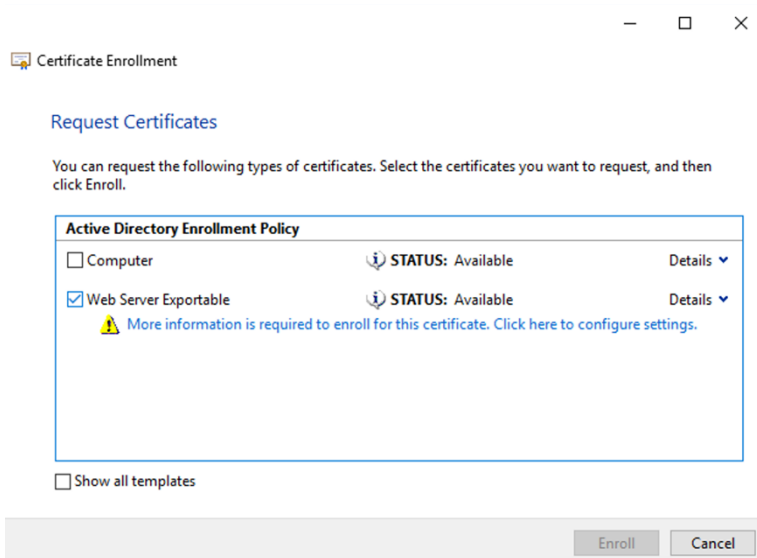 Certificate Enrollment
Request Certificates
You can request the following types of certificates. Select the certificates you want to request, and then
click Enroll.
Active Directory Enrollment Policy
Computer STATUS: Available Details
Web Server Exportable STATUS: Available Details
More information is required to enroll for this certificate. Click here to configure settings.
Show all templates
Enroll Cancel